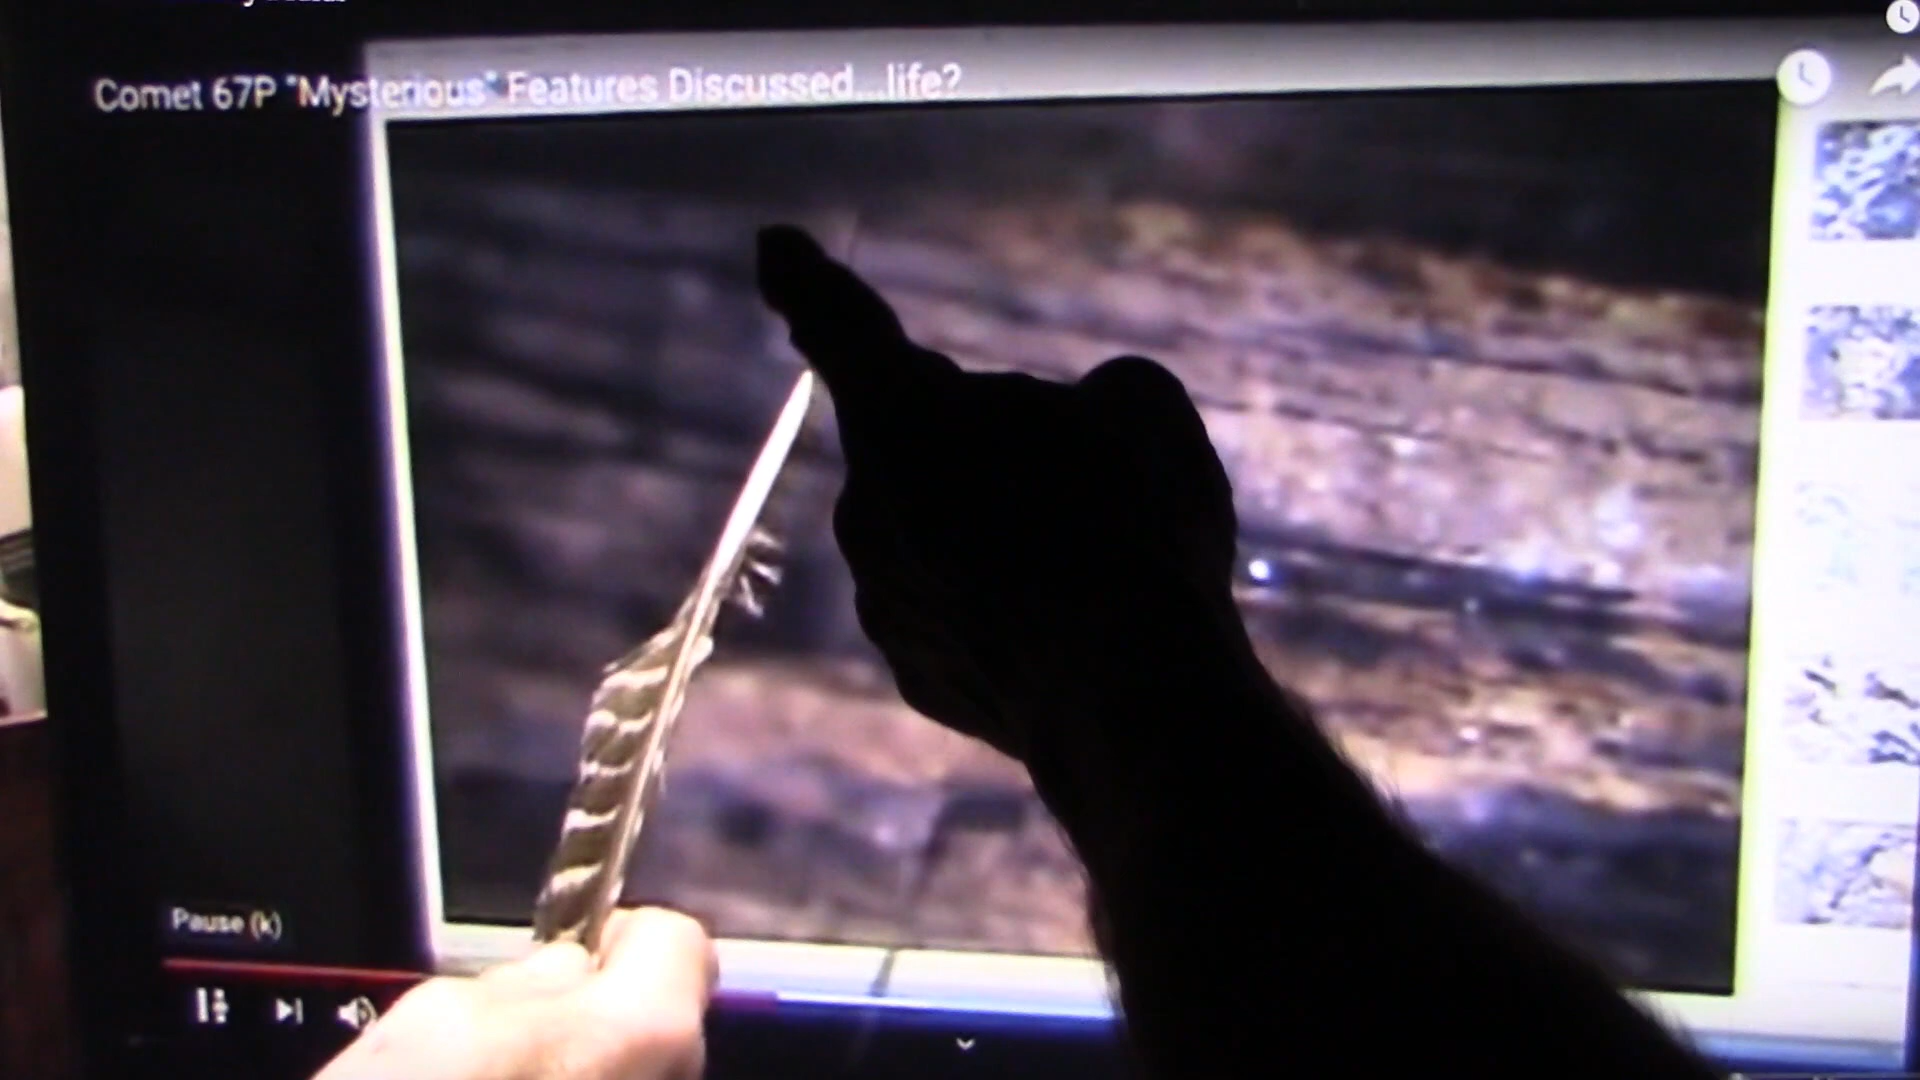 Comet 67P "Mysterious" Features Discussed...life?
Pause (k)